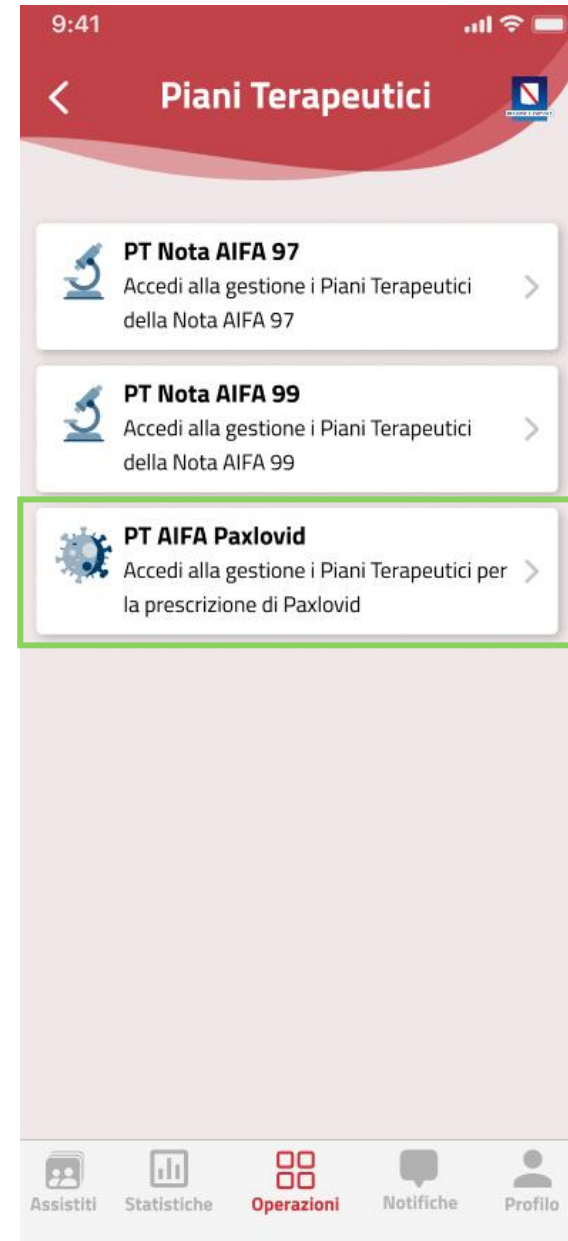 9:41
Piani Terapeutici
PT Nota AIFA 97
Accedi alla gestione i Piani Terapeutici
della Nota AIFA 97
PT Nota AIFA 99
Accedi alla gestione i Piani Terapeutici
della Nota AIFA 99
PT AIFA Paxlovid
Accedi alla gestione i Piani Terapeutici per
la prescrizione di Paxlovid
Assistiti Statistiche Operazioni Notifiche Profilo